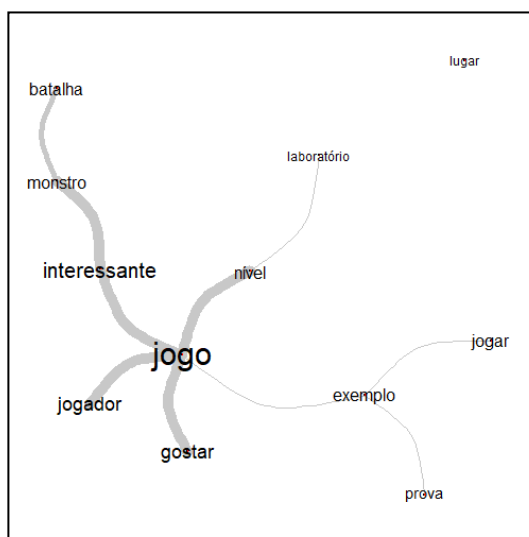 lugar
batalha
laboratório
monstro
interessante
nível
jogar
jogo
exemplo
jogador
gostar
prova